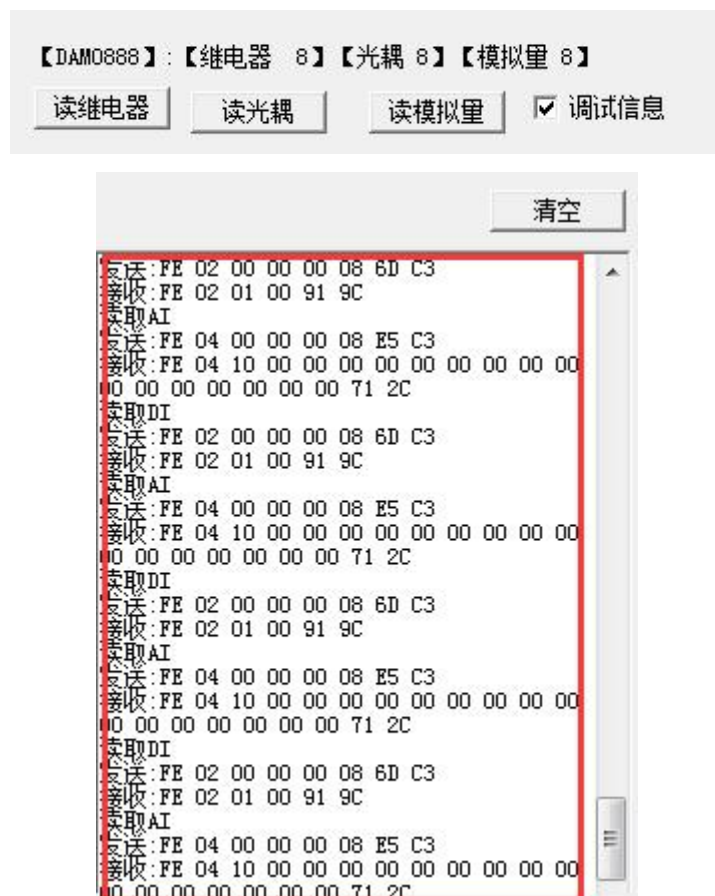 【DAM0888】:【继电器 8】【光耦 8】【模拟量 8】
读继电器 读光耦 读模拟量 调试信息
清空
发送:FE 02 00 00 00 08 6D C3
接收:FE 02 01 00 91 9C
读取AI
发送:FE 04 00 00 00 08 E5 C3
接收:FE 04 10 00 00 00 00 00 00 00 00 00
00 00 00 00 00 00 00 71 2C
读取DI
发送:FE 02 00 00 00 08 6D C3
接收:FE 02 01 00 91 9C
读取AI
发送:FE 04 00 00 00 08 E5 C3
接收:FE 04 10 00 00 00 00 00 00 00 00 00
00 00 00 00 00 00 00 71 2C
读取DI
发送:FE 02 00 00 00 08 6D C3
接收:FE 02 01 00 91 9C
读取AI
发送:FE 04 00 00 00 08 E5 C3
接收:FE 04 10 00 00 00 00 00 00 00 00 00
00 00 00 00 00 00 00 71 2C
读取DI
发送:FE 02 00 00 00 08 6D C3
接收:FE 02 01 00 91 9C
读取AI
发送:FE 04 00 00 00 08 E5 C3
接收:FE 04 10 00 00 00 00 00 00 00 00 00
00 00 00 00 00 00 00 71 2C